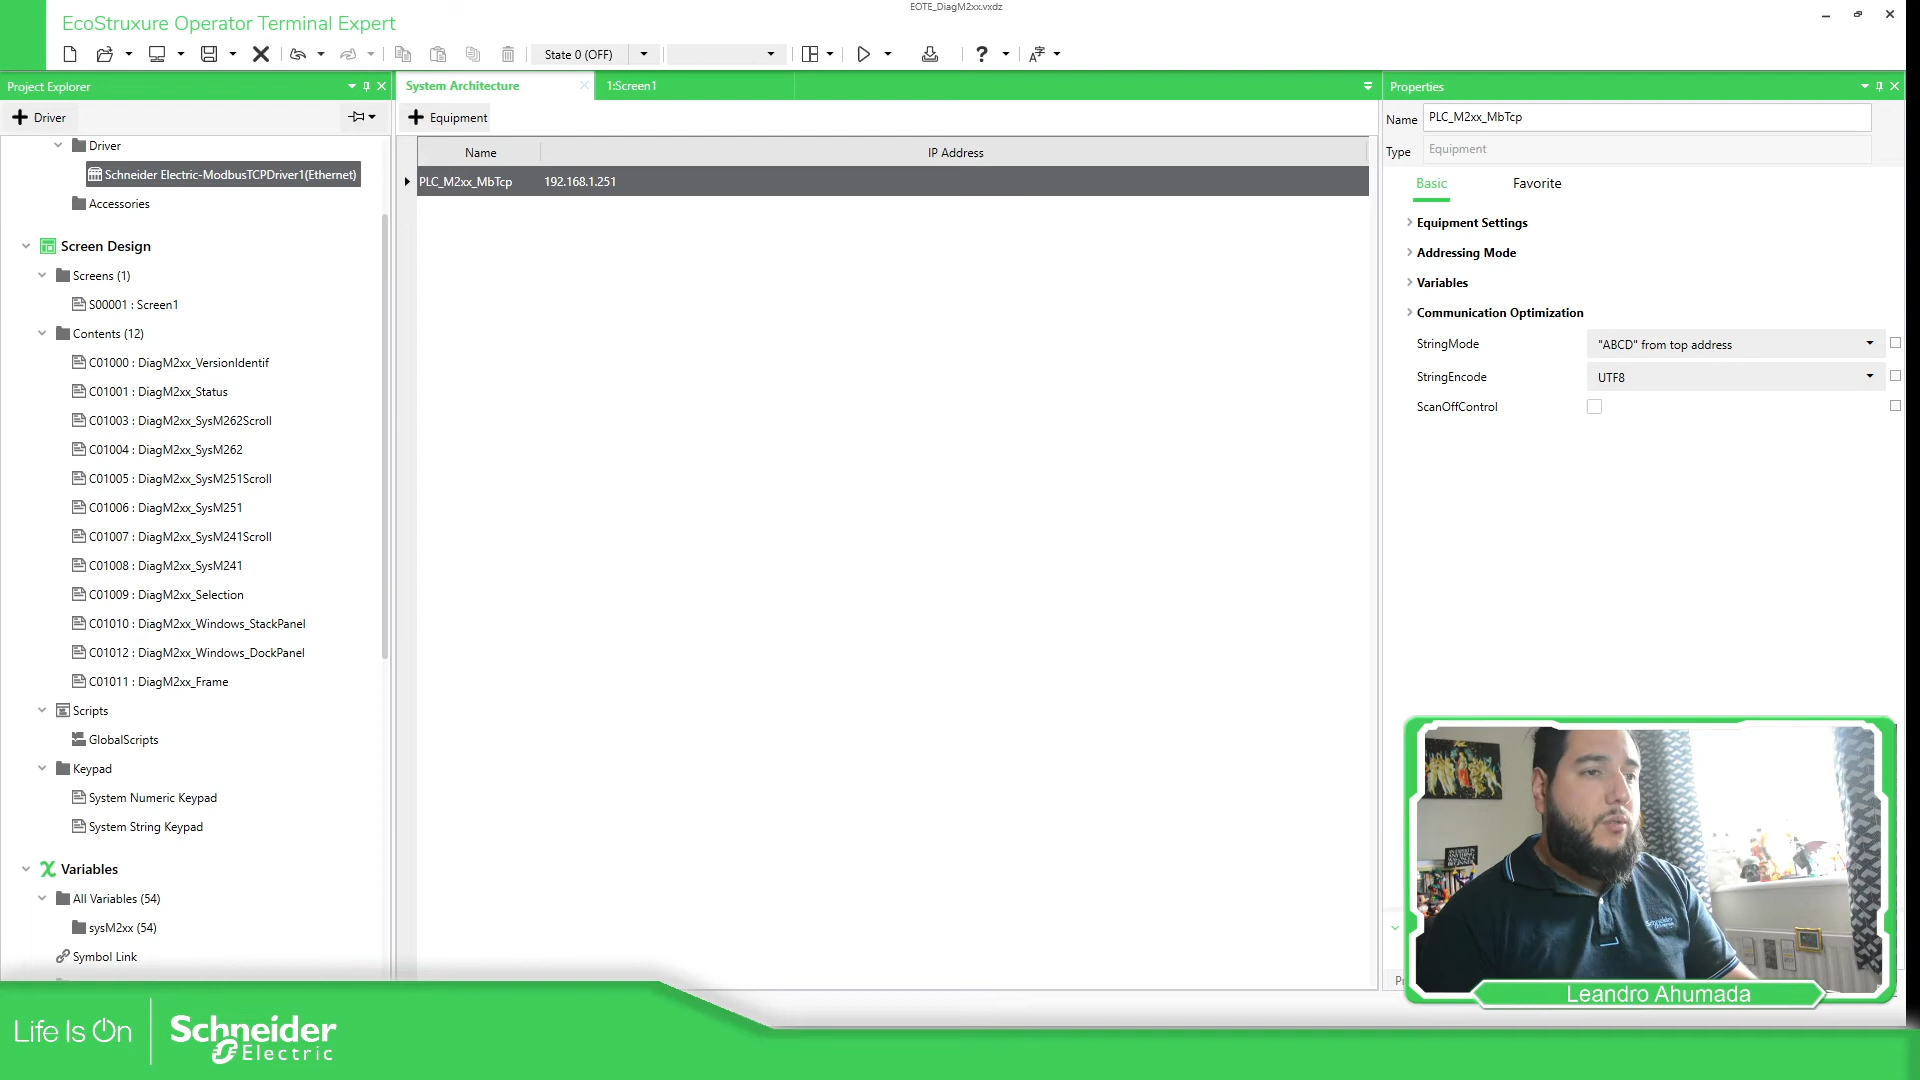 EOTE_DiagM2xx.vxdz
EcoStruxure Operator Terminal Expert
State 0 (OFF)
Project Explorer
System Architecture
1:Screen1
Properties
Driver
Equipment
Name
PLC_M2xx_MbTcp
Type
Equipment
Basic
Favorite
Equipment Settings
Addressing Mode
Variables
Communication Optimization
StringMode
"ABCD" from top address
StringEncode
UTF8
ScanOffControl
Name
IP Address
PLC_M2xx_MbTcp
192.168.1.251
Driver
Schneider Electric-ModbusTCPDriver1(Ethernet)
Accessories
Screen Design
Screens (1)
S00001 : Screen1
Contents (12)
C01000 : DiagM2xx_VersionIdentif
C01001 : DiagM2xx_Status
C01003 : DiagM2xx_SysM262Scroll
C01004 : DiagM2xx_SysM262
C01005 : DiagM2xx_SysM251Scroll
C01006 : DiagM2xx_SysM251
C01007 : DiagM2xx_SysM241Scroll
C01008 : DiagM2xx_SysM241
C01009 : DiagM2xx_Selection
C01010 : DiagM2xx_Windows_StackPanel
C01012 : DiagM2xx_Windows_DockPanel
C01011 : DiagM2xx_Frame
Scripts
GlobalScripts
Keypad
System Numeric Keypad
System String Keypad
Variables
All Variables (54)
sysM2xx (54)
Symbol Link
Leandro Ahumada
Life Is On
Schneider
Electric